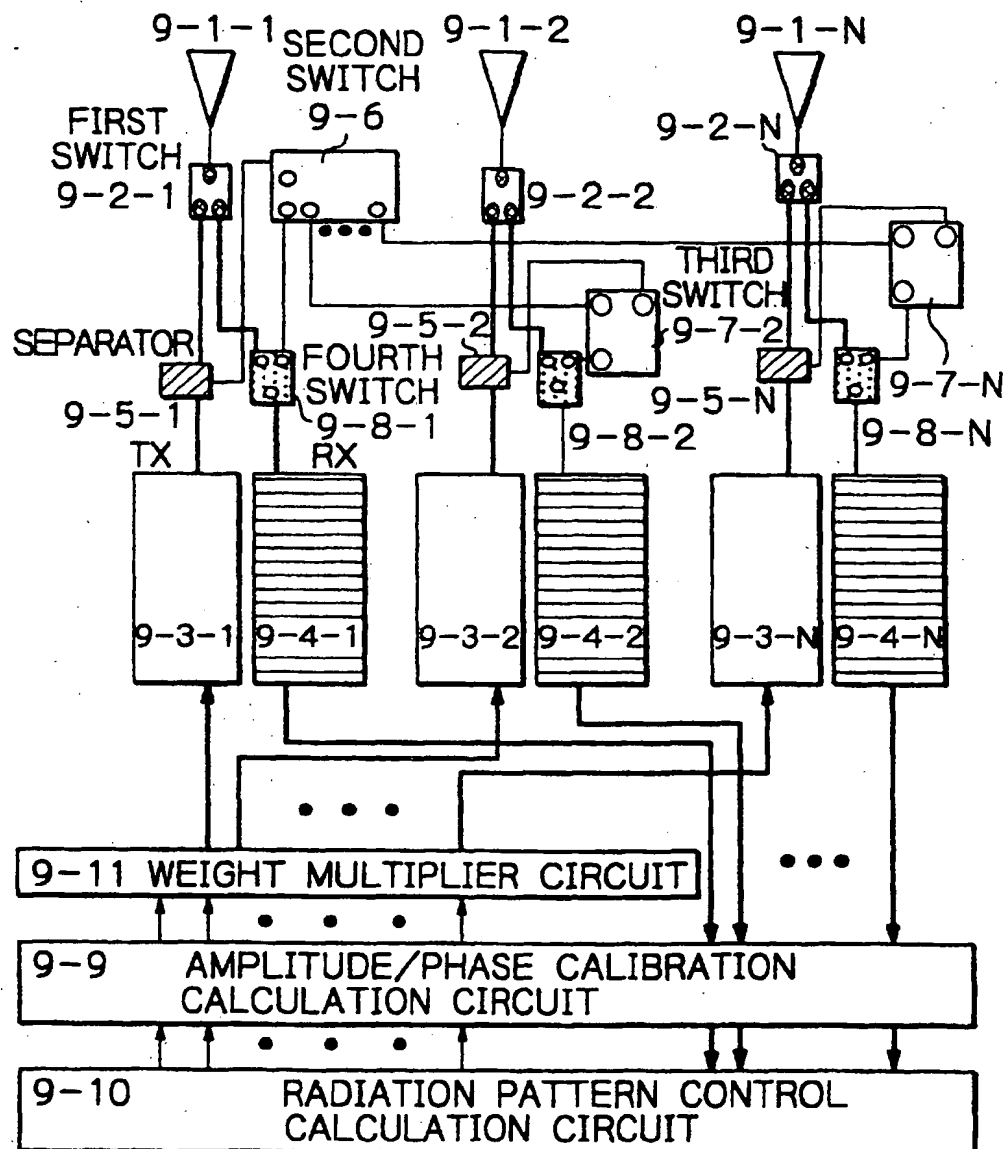 9-1-1
SECOND
SWITCH
9-6
9-1-2
9-1-N
FIRST
SWITCH
9-2-1
9-2-2
9-2-N
SEPARATOR
9-5-1
FOURTH
SWITCH
9-8-1
9-5-2
THIRD
SWITCH
9-7-2
9-8-2
9-5-N
9-7-N
9-8-N
TX
RX
9-3-1
9-4-1
9-3-2
9-4-2
9-3-N
9-4-N
9-11 WEIGHT MULTIPLIER CIRCUIT
9-9 AMPLITUDE/PHASE CALIBRATION
CALCULATION CIRCUIT
9-10 RADIATION PATTERN CONTROL
CALCULATION CIRCUIT